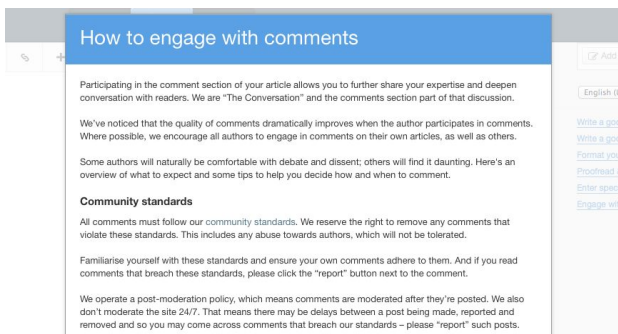 How to engage with comments
Add
English (
Participating in the comment section of your article allows you to further share your expertise and deepen
conversation with readers. We are “The Conversation” and the comments section part of that discussion.
We’ve noticed that the quality of comments dramatically improves when the author participates in comments.
Where possible, we encourage all authors to engage in comments on their own articles, as well as others.
Some authors will naturally be comfortable with debate and dissent; others will find it daunting. Here’s an
overview of what to expect and some tips to help you decide how and when to comment.
Community standards
All comments must follow our community standards. We reserve the right to remove any comments that
violate these standards. This includes any abuse towards authors, which will not be tolerated.
Familiarise yourself with these standards and ensure your own comments adhere to them. And if you read
comments that breach these standards, please click the “report” button next to the comment.
We operate a post-moderation policy, which means comments are moderated after they’re posted. We also
don’t moderate the site 24/7. That means there may be delays between a post being made, reported and
removed and so you may come across comments that breach our standards – please “report” such posts.
Write a goo
Write a goo
Format you
Proofread
Enter spec
Engage wit